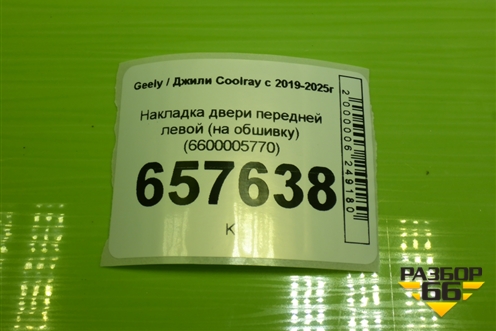 Geely / Джили Coolray с 2019-2025г
Накладка двери передней
левой (на обшивку)
(6600005770)
657638
К
2000006249180
РАЗБОР
66